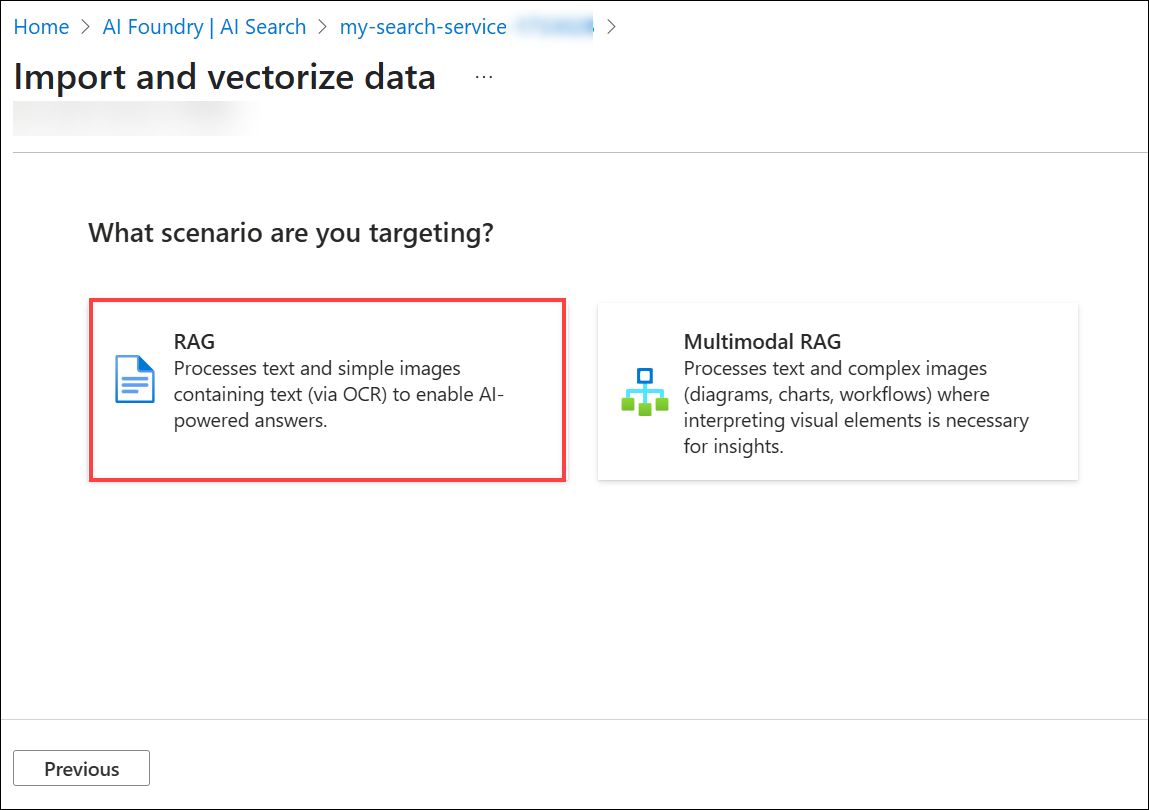 Home > AI Foundry | AI Search > my-search-service >
Import and vectorize data ...
What scenario are you targeting?
RAG
Processes text and simple images
containing text (via OCR) to enable AI-
powered answers.
Multimodal RAG
Processes text and complex images
(diagrams, charts, workflows) where
interpreting visual elements is necessary
for insights.
Previous